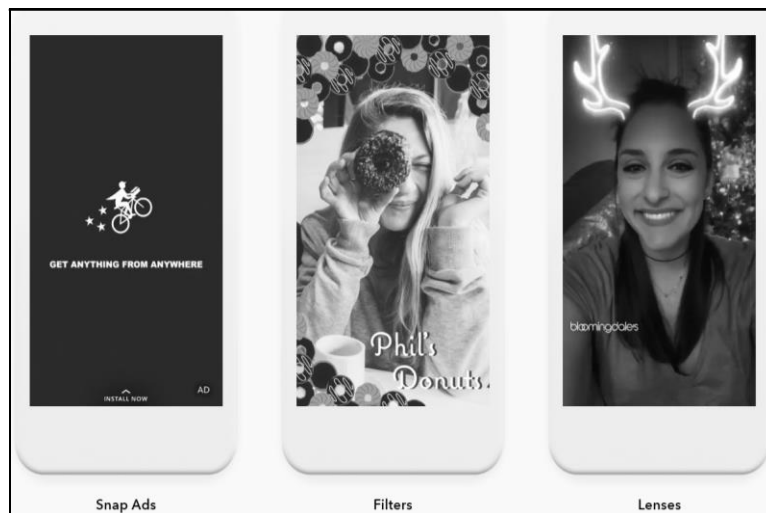 GET ANYTHING FROM ANYWHERE
AD
INSTALL NOW
Phil's
Donuts.
bloomingdales
Snap Ads
Filters
Lenses